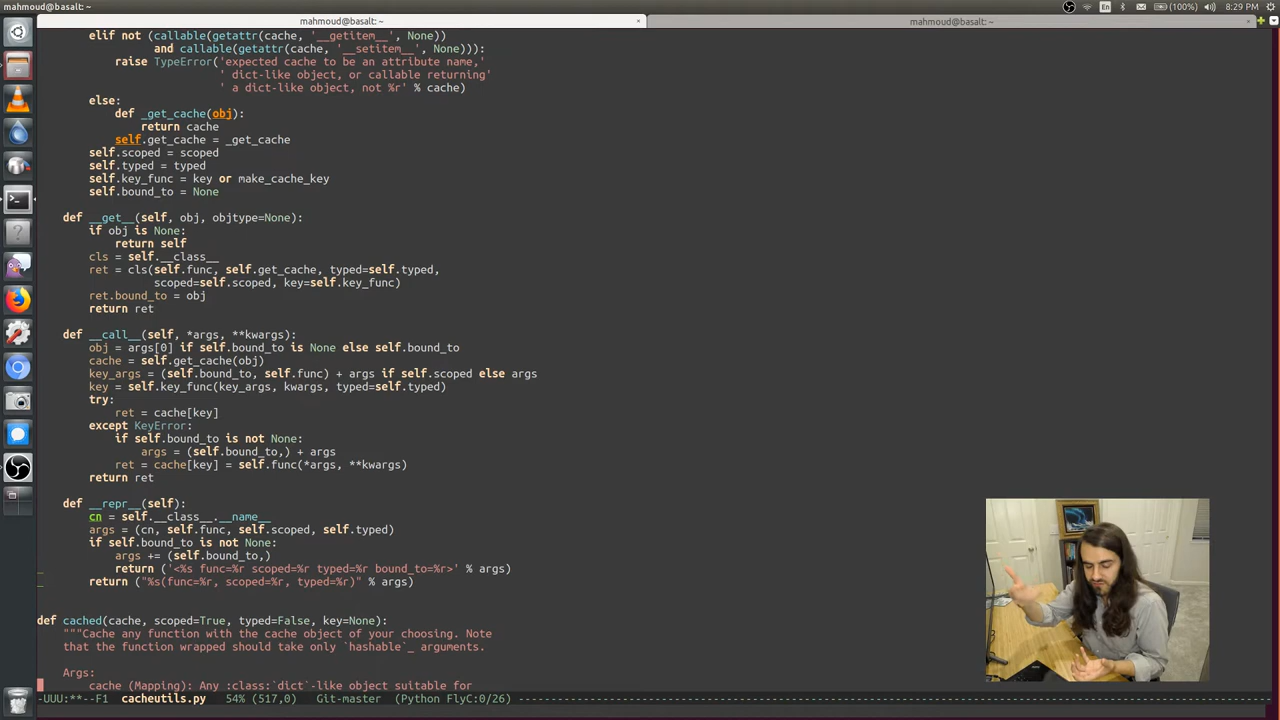 mahmoud@basalt: ~
En
(100%)
8:29 PM
mahmoud@basalt: ~
mahmoud@basalt: ~
elif not (callable(getattr(cache, '__getitem__', None))
and callable(getattr(cache, '__setitem__', None))):
raise TypeError('expected cache to be an attribute name,'
' dict-like object, or callable returning'
' a dict-like object, not %r' % cache)
else:
def _get_cache(obj):
return cache
self.get_cache = _get_cache
self.scoped = scoped
self.typed = typed
self.key_func = key or make_cache_key
self.bound_to = None
def __get__(self, obj, objtype=None):
if obj is None:
return self
cls = self.__class__
ret = cls(self.func, self.get_cache, typed=self.typed,
scoped=self.scoped, key=self.key_func)
ret.bound_to = obj
return ret
def __call__(self, *args, **kwargs):
obj = args[0] if self.bound_to is None else self.bound_to
cache = self.get_cache(obj)
key_args = (self.bound_to, self.func) + args if self.scoped else args
key = self.key_func(key_args, kwargs, typed=self.typed)
try:
ret = cache[key]
except KeyError:
if self.bound_to is not None:
args = (self.bound_to,) + args
ret = cache[key] = self.func(*args, **kwargs)
return ret
def __repr__(self):
cn = self.__class__.__name__
args = (cn, self.func, self.scoped, self.typed)
if self.bound_to is not None:
args += (self.bound_to,)
return ('<%s func=%r scoped=%r typed=%r bound_to=%r>' % args)
return ("%s(func=%r, scoped=%r, typed=%r)" % args)
def cached(cache, scoped=True, typed=False, key=None):
"""Cache any function with the cache object of your choosing. Note
that the function wrapped should take only `hashable`_ arguments.
Args:
cache (Mapping): Any :class:`dict`-like object suitable for
-UUU:**--F1 cacheutils.py 54% (517,0) Git-master (Python FlyC:0/26)